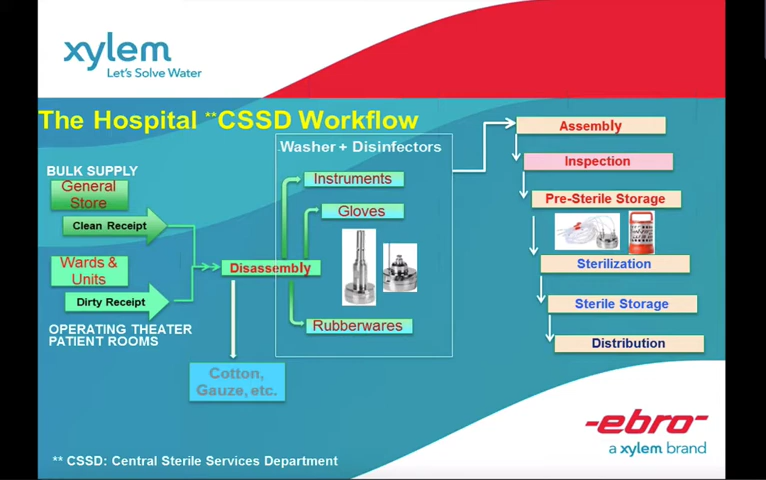 xylem
Let's Solve Water
The Hospital **CSSD Workflow
.Washer + Disinfectors
BULK SUPPLY
General
Store
Clean Receipt
Wards &
Units
Dirty Receipt
OPERATING THEATER
PATIENT ROOMS
Disassembly
Cotton,
Gauze, etc.
Instruments
Gloves
Rubberwares
Assembly
Inspection
Pre-Sterile Storage
Sterilization
Sterile Storage
Distribution
-ebro-
a xylem brand
** CSSD: Central Sterile Services Department